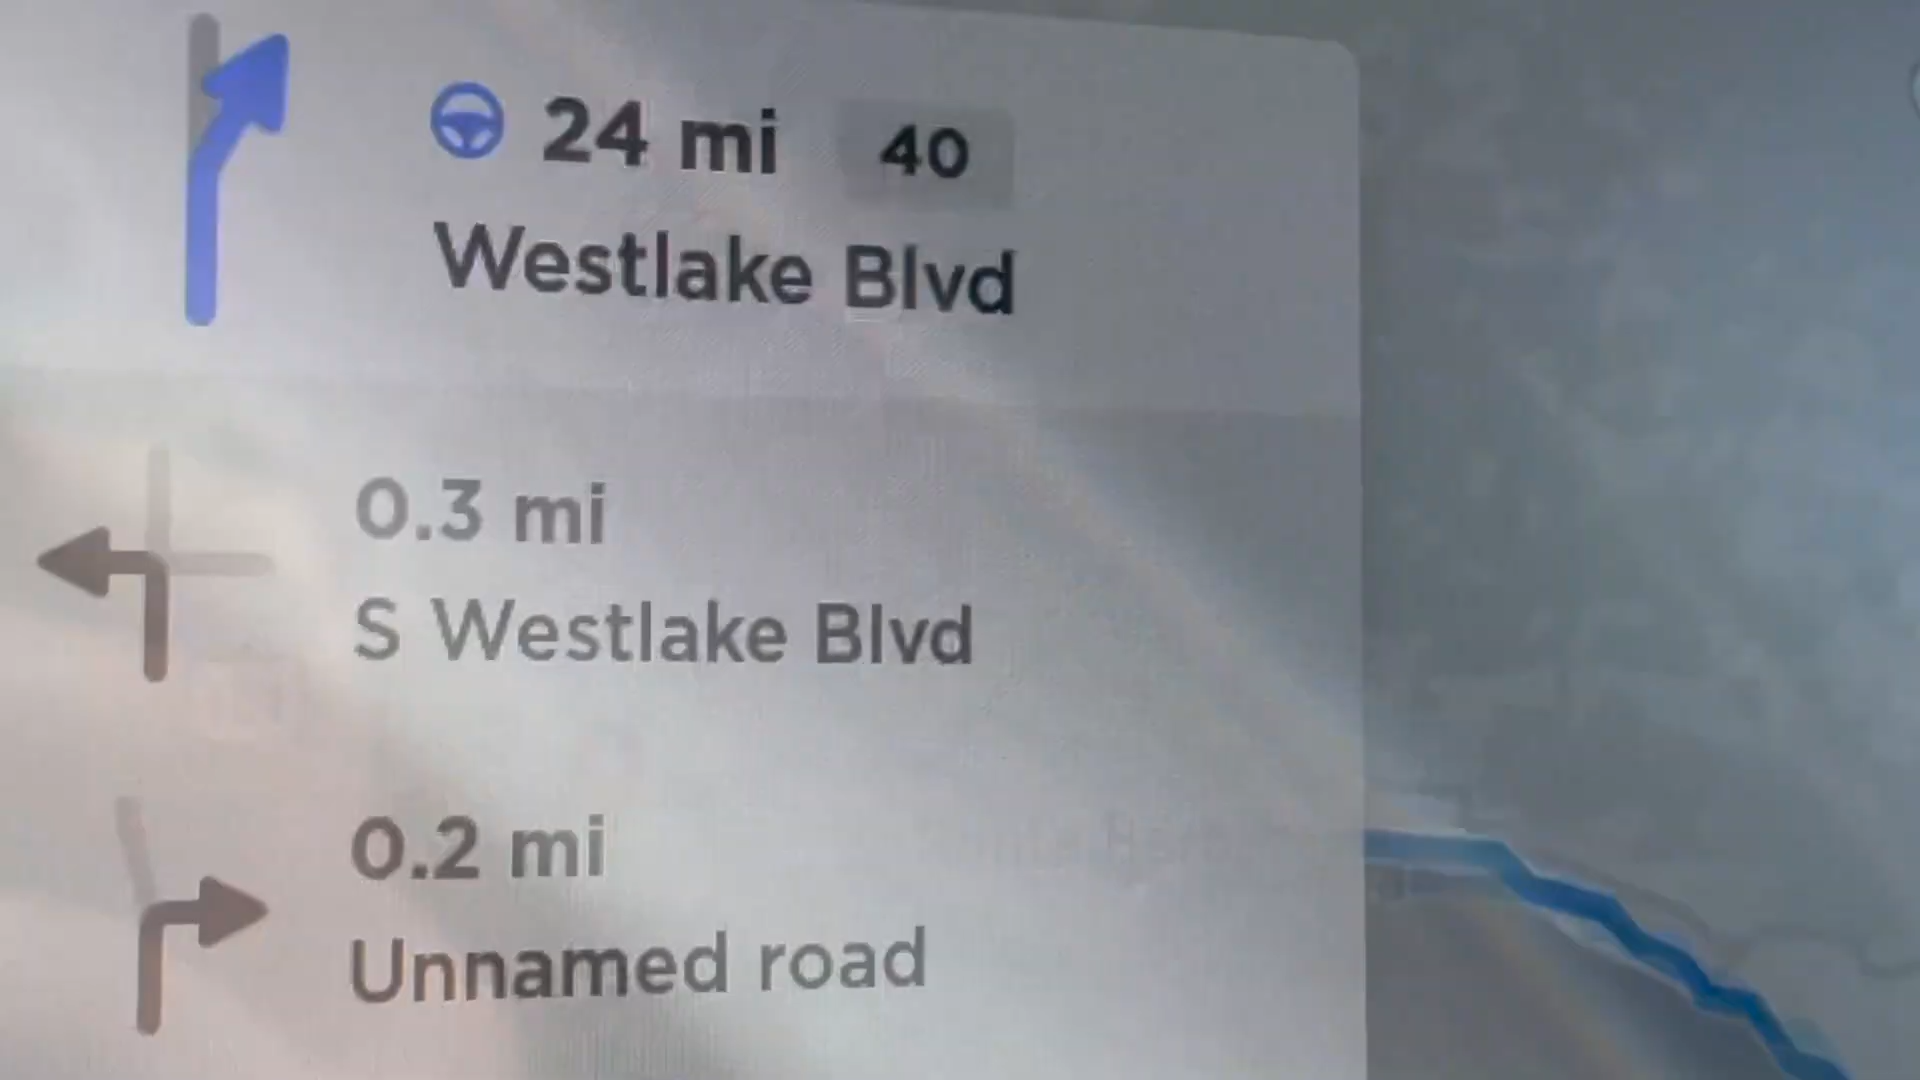 24 mi 40
Westlake Blvd
0.3 mi
S Westlake Blvd
0.2 mi
Unnamed road